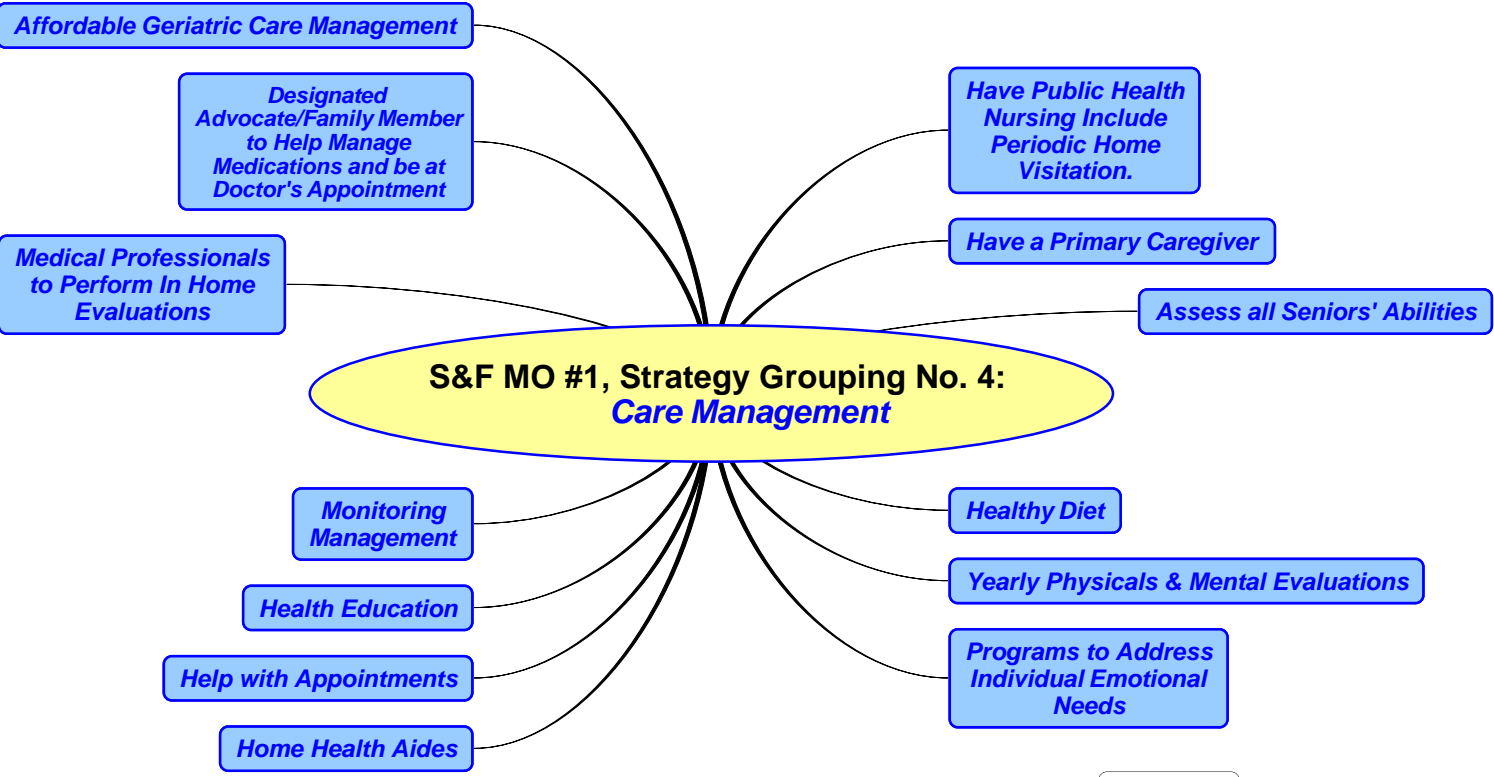 Affordable Geriatric Care Management
Designated
Advocate/Family Member
to Help Manage
Medications and be at
Doctor's Appointment
Medical Professionals
to Perform In Home
Evaluations
Have Public Health
Nursing Include
Periodic Home
Visitation.
Have a Primary Caregiver
Assess all Seniors' Abilities
S&F MO #1, Strategy Grouping No. 4:
Care Management
Monitoring
Management
Health Education
Help with Appointments
Home Health Aides
Healthy Diet
Yearly Physicals & Mental Evaluations
Programs to Address
Individual Emotional
Needs